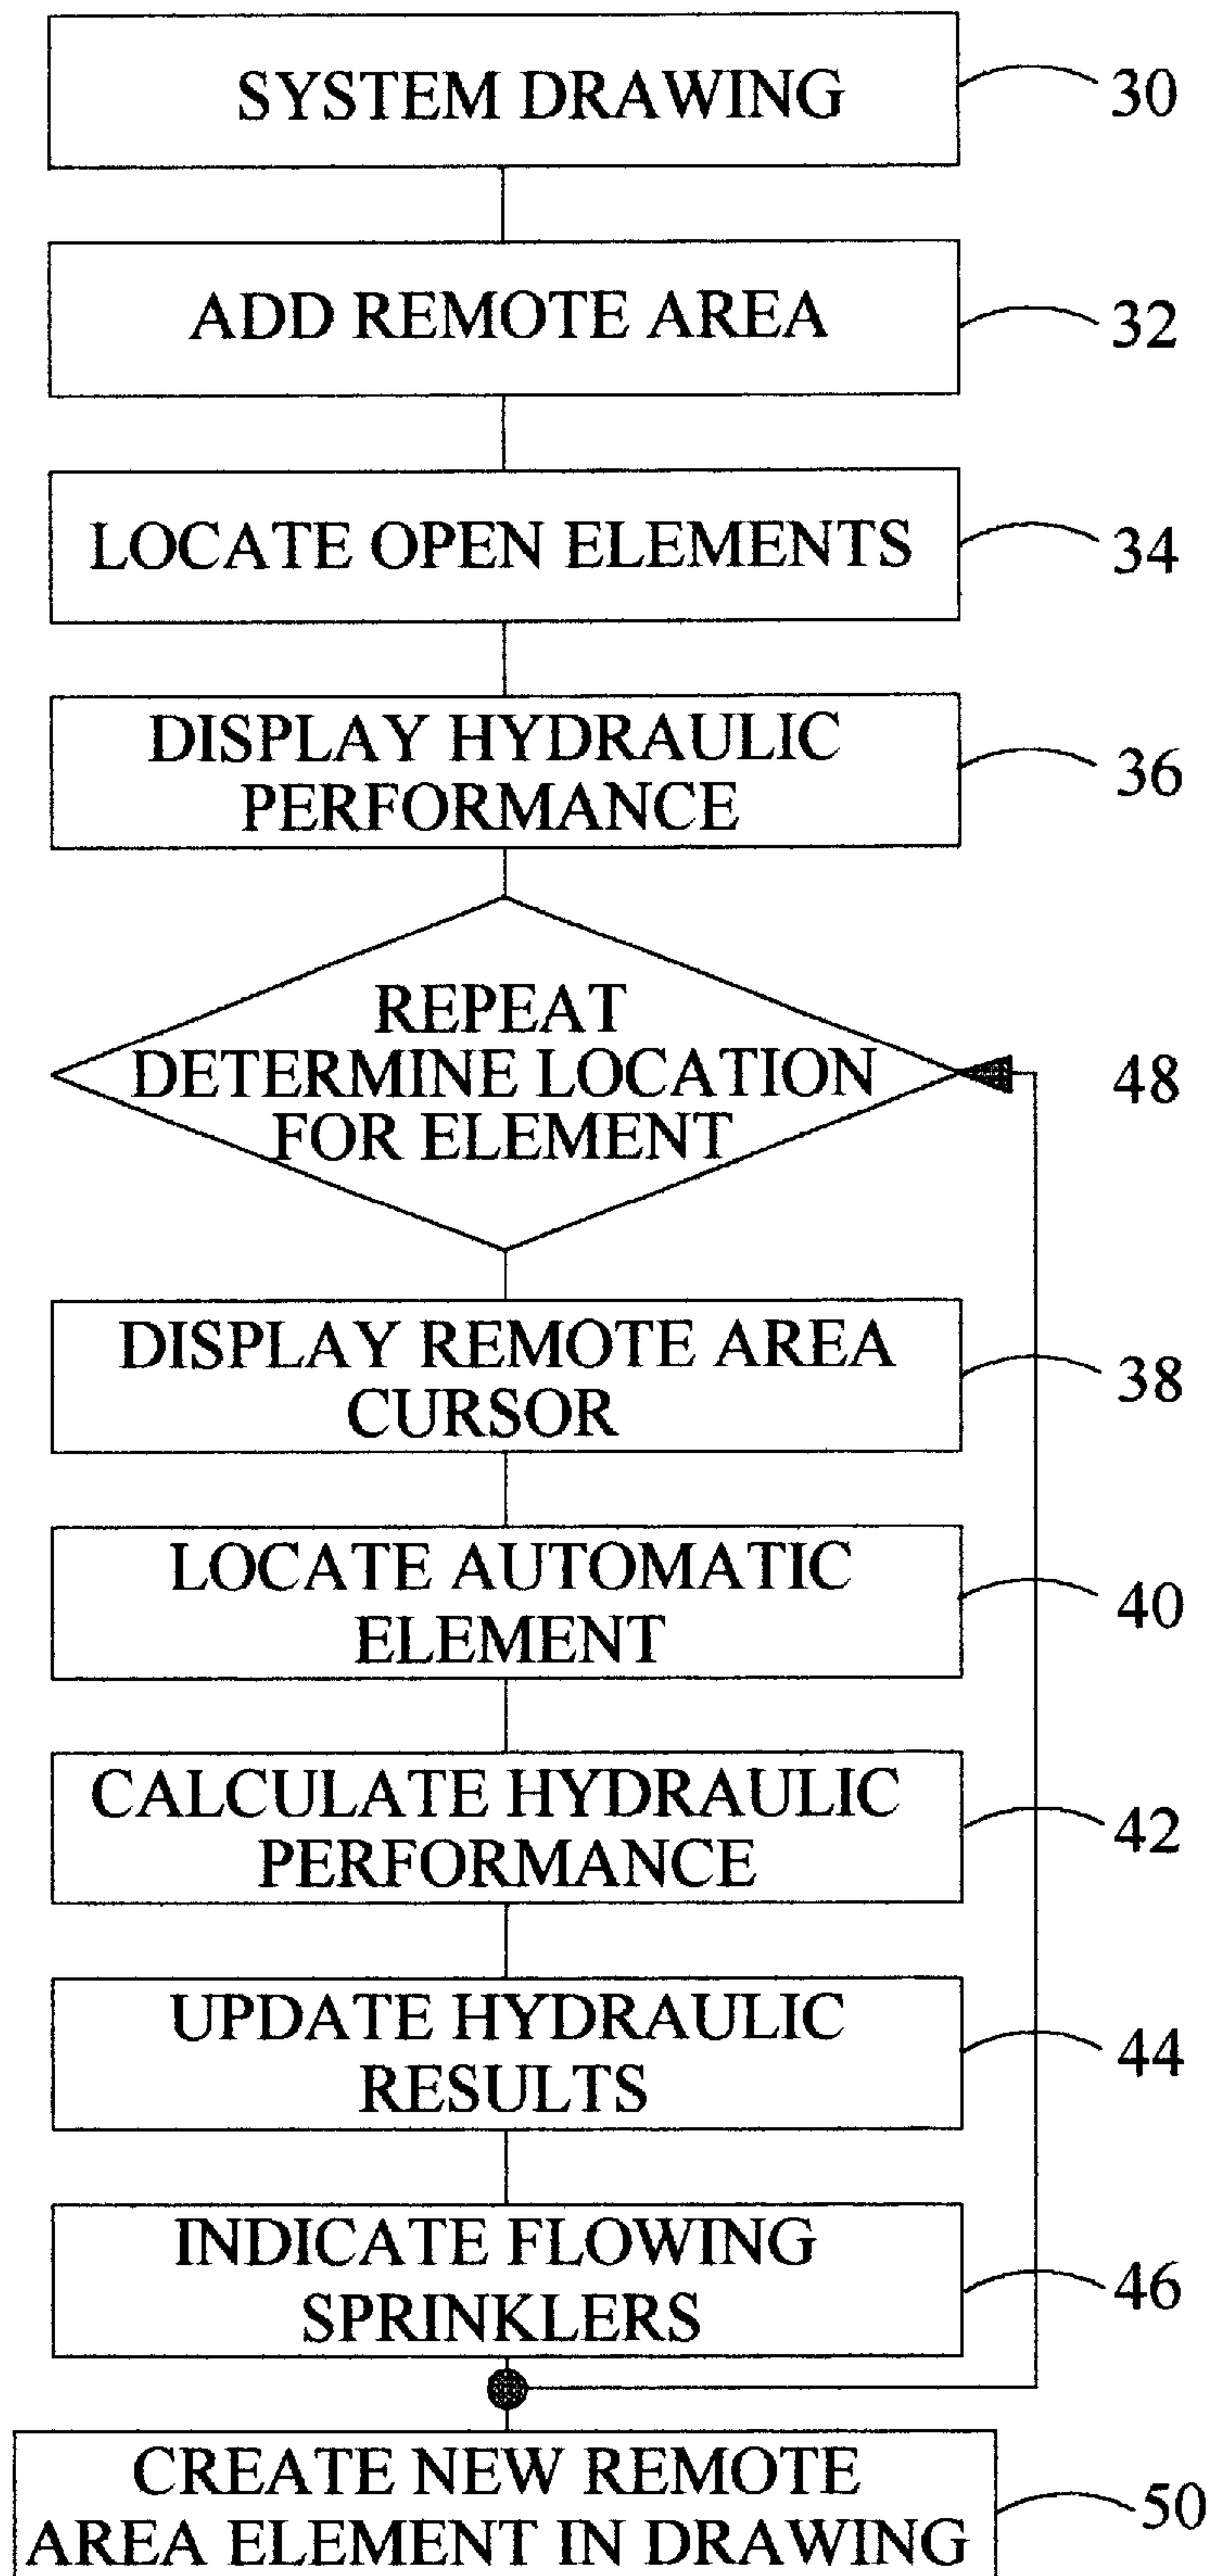 SYSTEM DRAWING
30
ADD REMOTE AREA
32
LOCATE OPEN ELEMENTS
34
DISPLAY HYDRAULIC
PERFORMANCE
36
REPEAT
DETERMINE LOCATION
FOR ELEMENT
48
DISPLAY REMOTE AREA
CURSOR
38
LOCATE AUTOMATIC
ELEMENT
40
CALCULATE HYDRAULIC
PERFORMANCE
42
UPDATE HYDRAULIC
RESULTS
44
INDICATE FLOWING
SPRINKLERS
46
CREATE NEW REMOTE
AREA ELEMENT IN DRAWING
50